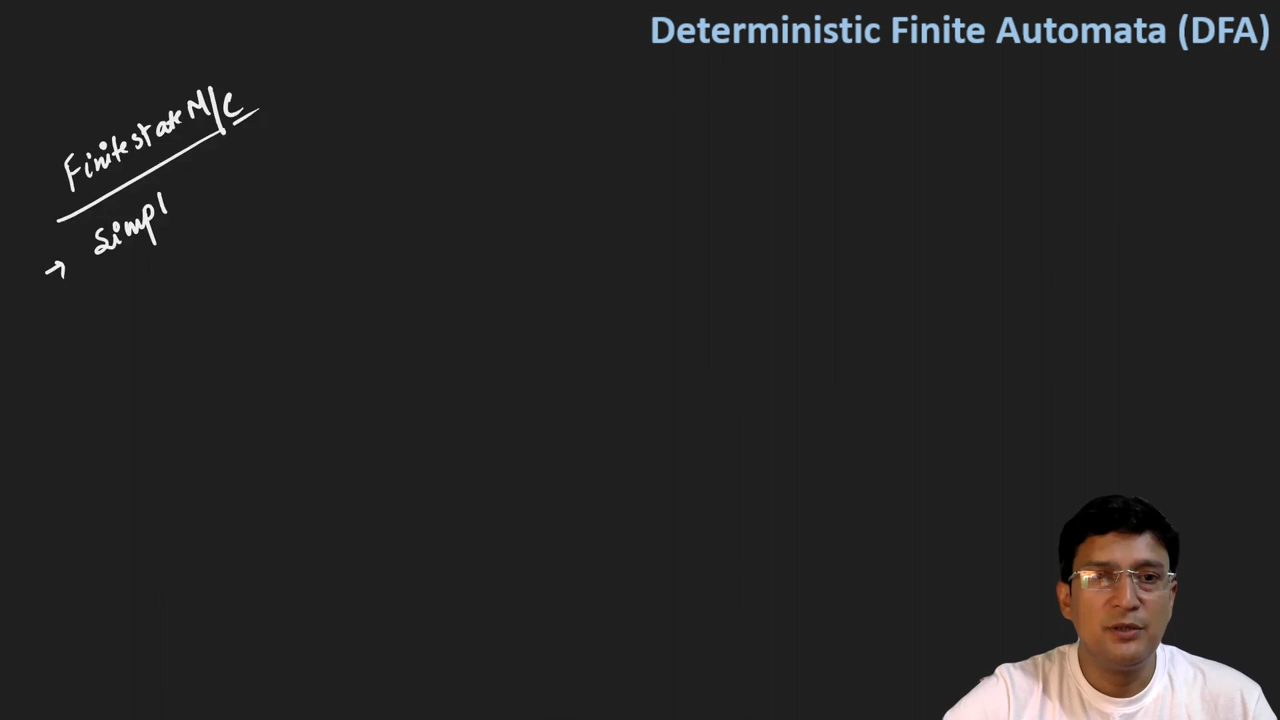 Deterministic Finite Automata (DFA)
Finite state M/C
→ Simpl